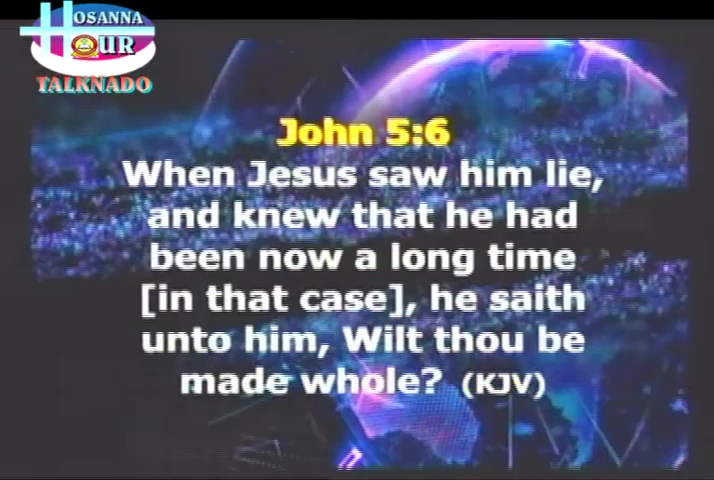 HOSANNA
HOUR
TALKNADO
John 5:6
When Jesus saw him lie,
and knew that he had
been now a long time
[in that case], he saith
unto him, Wilt thou be
made whole? (KJV)